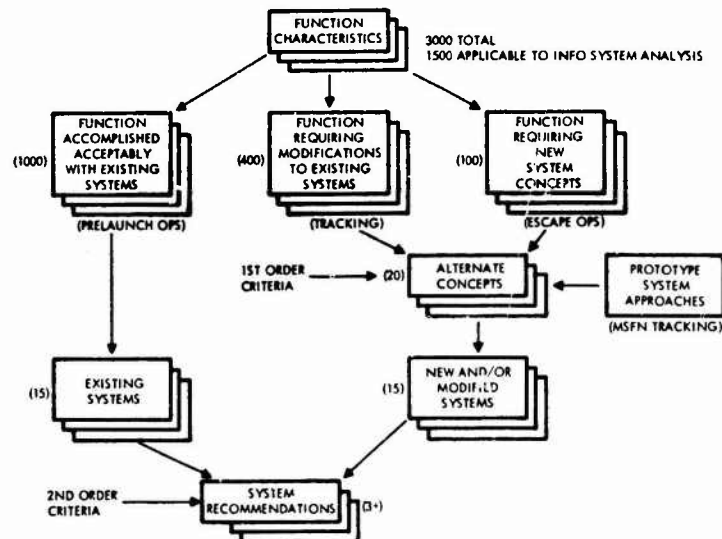 FUNCTION
CHARACTERISTICS
3000 TOTAL
1500 APPLICABLE TO INFO SYSTEM ANALYSIS
FUNCTION
ACCOMPLISHED
ACCEPTABLY
WITH EXISTING
SYSTEMS
(1000)
(PRELAUNCH OPS)
FUNCTION
REQUIRING
MODIFICATIONS
TO EXISTING
SYSTEMS
(400)
(TRACKING)
FUNCTION
REQUIRING
NEW
SYSTEM
CONCEPTS
(100)
(ESCAPE OPS)
1ST ORDER
CRITERIA
(20)
ALTERNATE
CONCEPTS
PROTOTYPE
SYSTEM
APPROACHES
(MSFN TRACKING)
(15)
EXISTING
SYSTEMS
(15)
NEW AND/OR
MODIFIED
SYSTEMS
2ND ORDER
CRITERIA
SYSTEM
RECOMMENDATIONS
(3+)